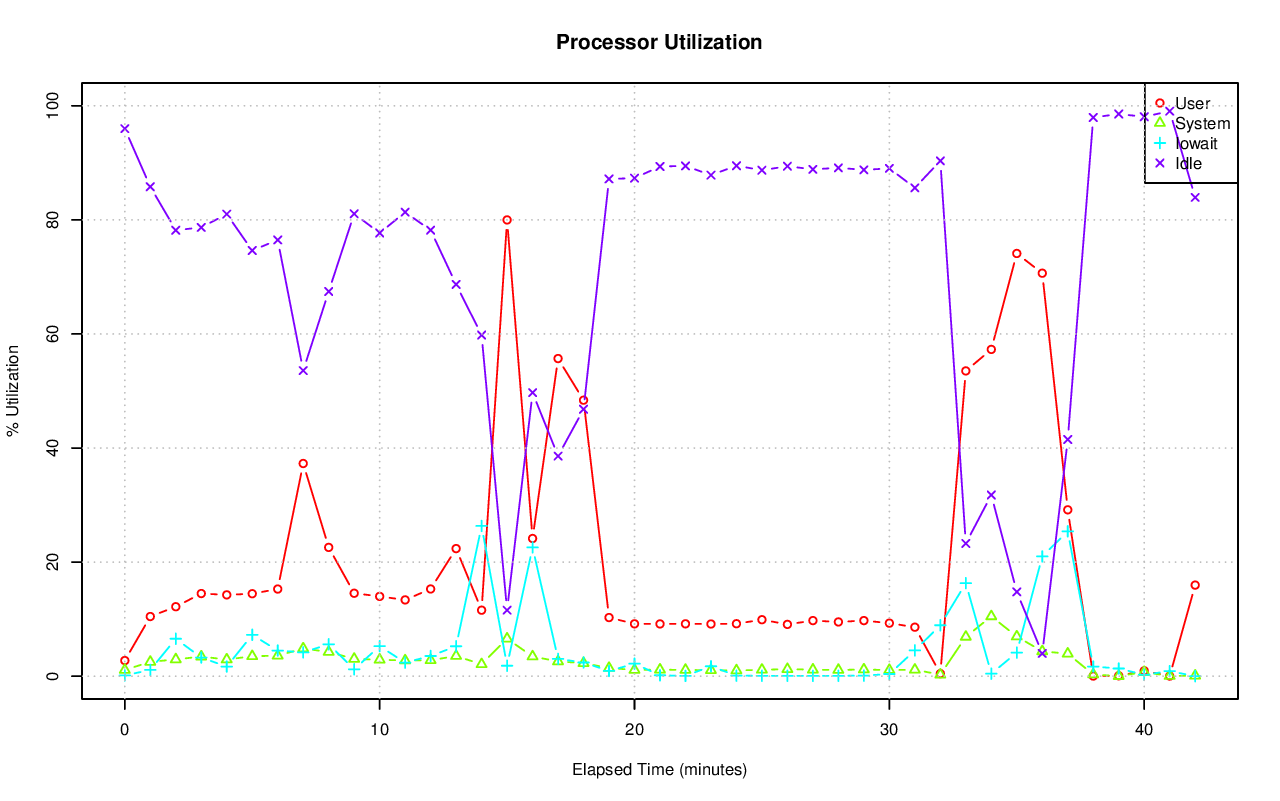 Processor Utilization
100
80
60
40
20
0
% Utilization
User
System
Iowait
Idle
0 10 20 30 40
Elapsed Time (minutes)